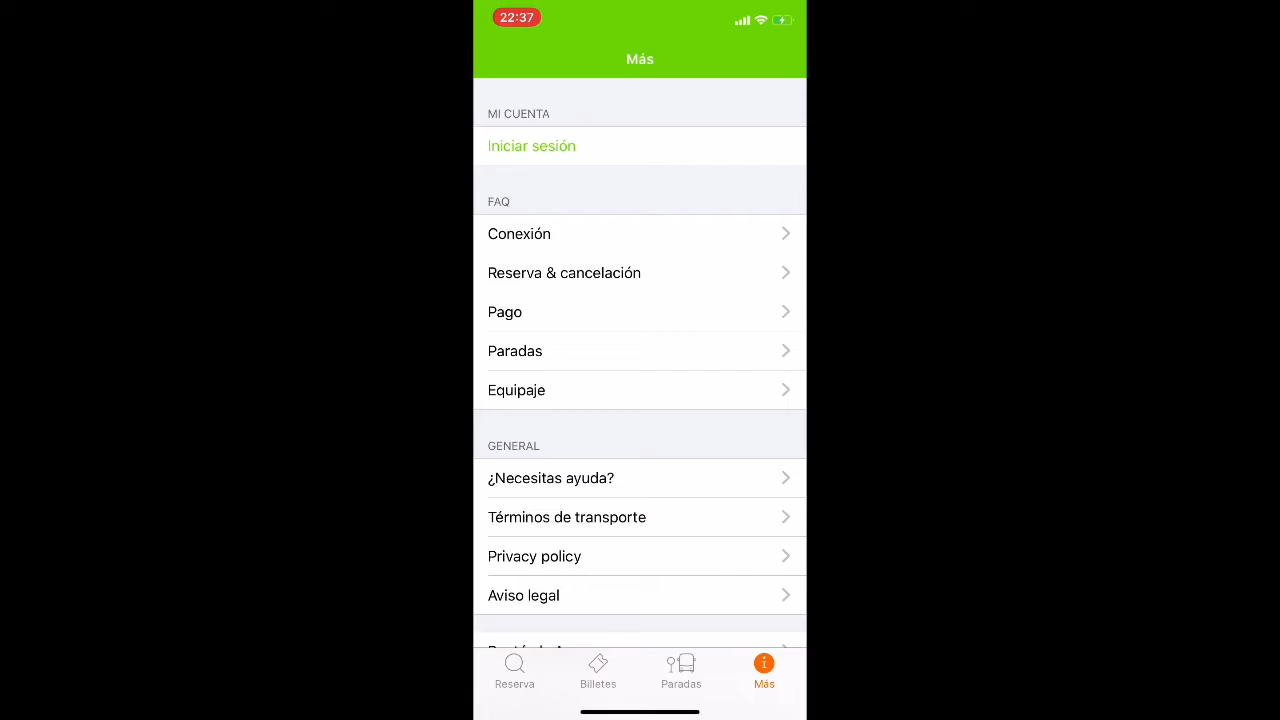 22:37
Más
MI CUENTA
Iniciar sesión
FAQ
Conexión
Reserva & cancelación
Pago
Paradas
Equipaje
GENERAL
¿Necesitas ayuda?
Términos de transporte
Privacy policy
Aviso legal
Reserva Billetes Paradas Más